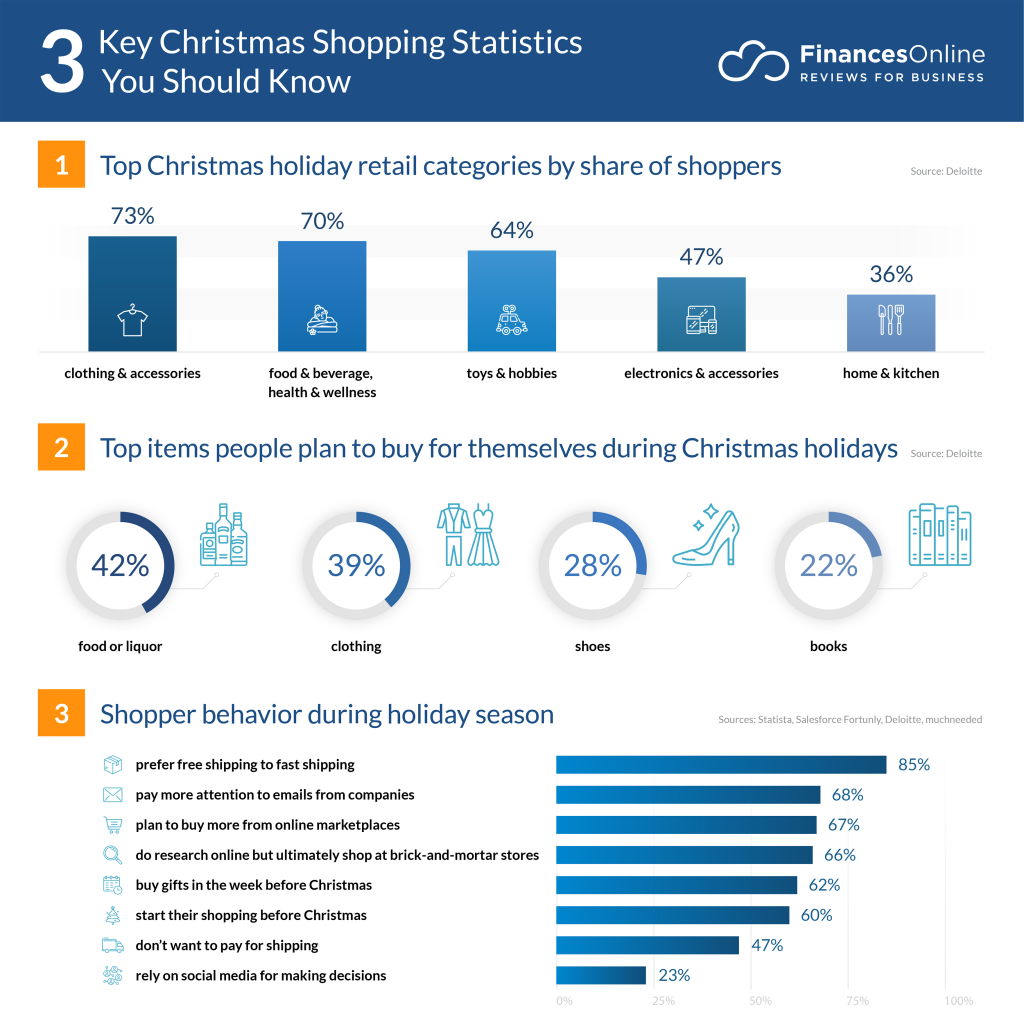 3 Key Christmas Shopping Statistics
You Should Know
FinancesOnline
REVIEWS FOR BUSINESS
1 Top Christmas holiday retail categories by share of shoppers
Source: Deloitte
73%
70%
64%
47%
36%
clothing & accessories
food & beverage,
health & wellness
toys & hobbies
electronics & accessories
home & kitchen
2 Top items people plan to buy for themselves during Christmas holidays
Source: Deloitte
42%
39%
28%
22%
food or liquor
clothing
shoes
books
3 Shopper behavior during holiday season
Sources: Statista, Salesforce Fortunly, Deloitte, muchneeded
prefer free shipping to fast shipping 85%
pay more attention to emails from companies 68%
plan to buy more from online marketplaces 67%
do research online but ultimately shop at brick-and-mortar stores 66%
buy gifts in the week before Christmas 62%
start their shopping before Christmas 60%
don't want to pay for shipping 47%
rely on social media for making decisions 23%
0% 25% 50% 75% 100%